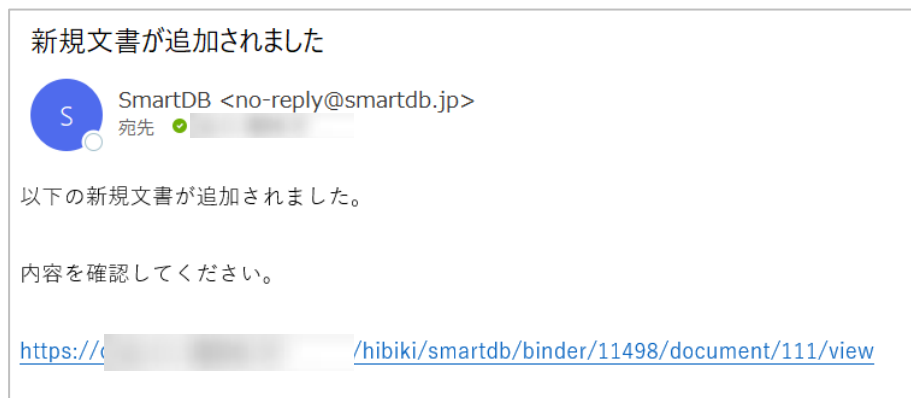 新規文書が追加されました
S
SmartDB <no-reply@smartdb.jp>
宛先
以下の新規文書が追加されました。
内容を確認してください。
https:// /hibiki/smartdb/binder/11498/document/111/view